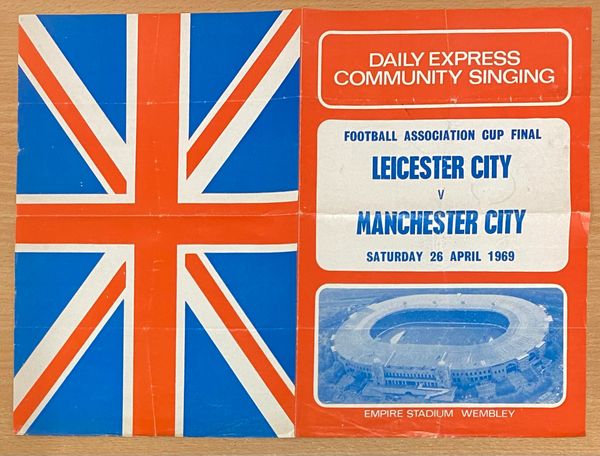 DAILY EXPRESS
COMMUNITY SINGING
FOOTBALL ASSOCIATION CUP FINAL
LEICESTER CITY
V
MANCHESTER CITY
SATURDAY 26 APRIL 1969
EMPIRE STADIUM WEMBLEY